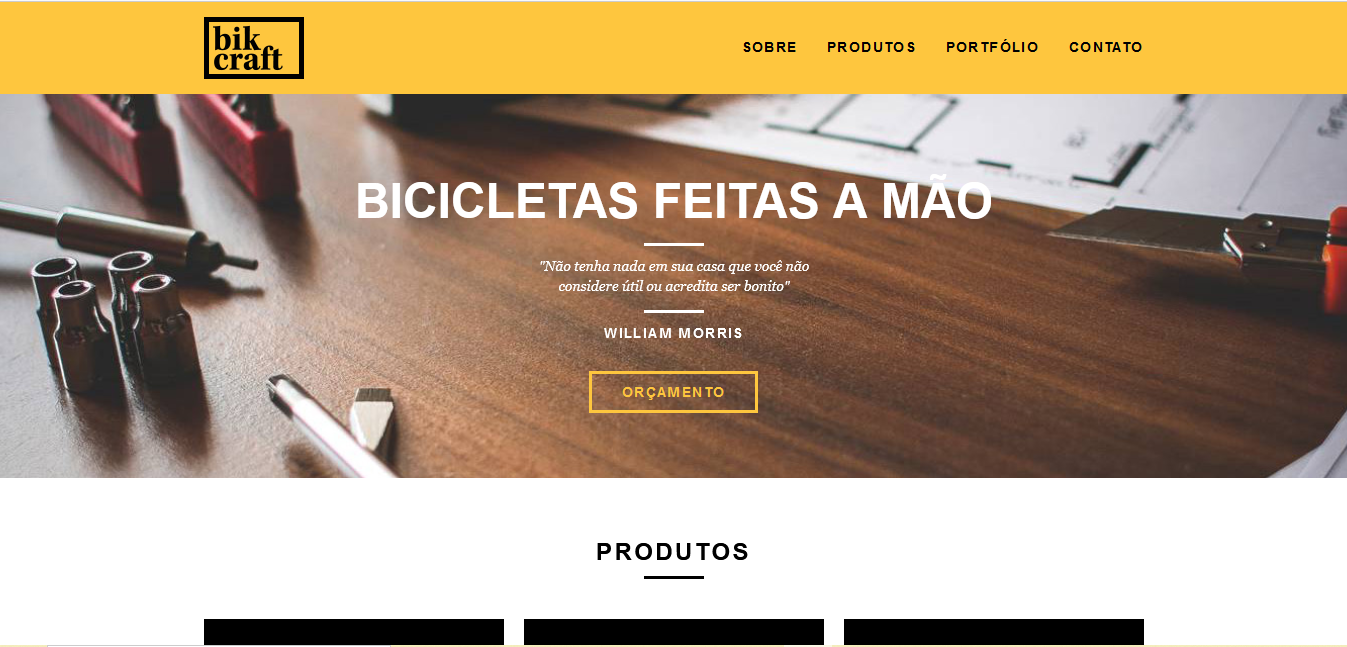 bik
craft
SOBRE PRODUTOS PORTFÓLIO CONTATO
BICICLETAS FEITAS A MÃO
"Não tenha nada em sua casa que você não
considere útil ou acredita ser bonito"
WILLIAM MORRIS
ORÇAMENTO
PRODUTOS